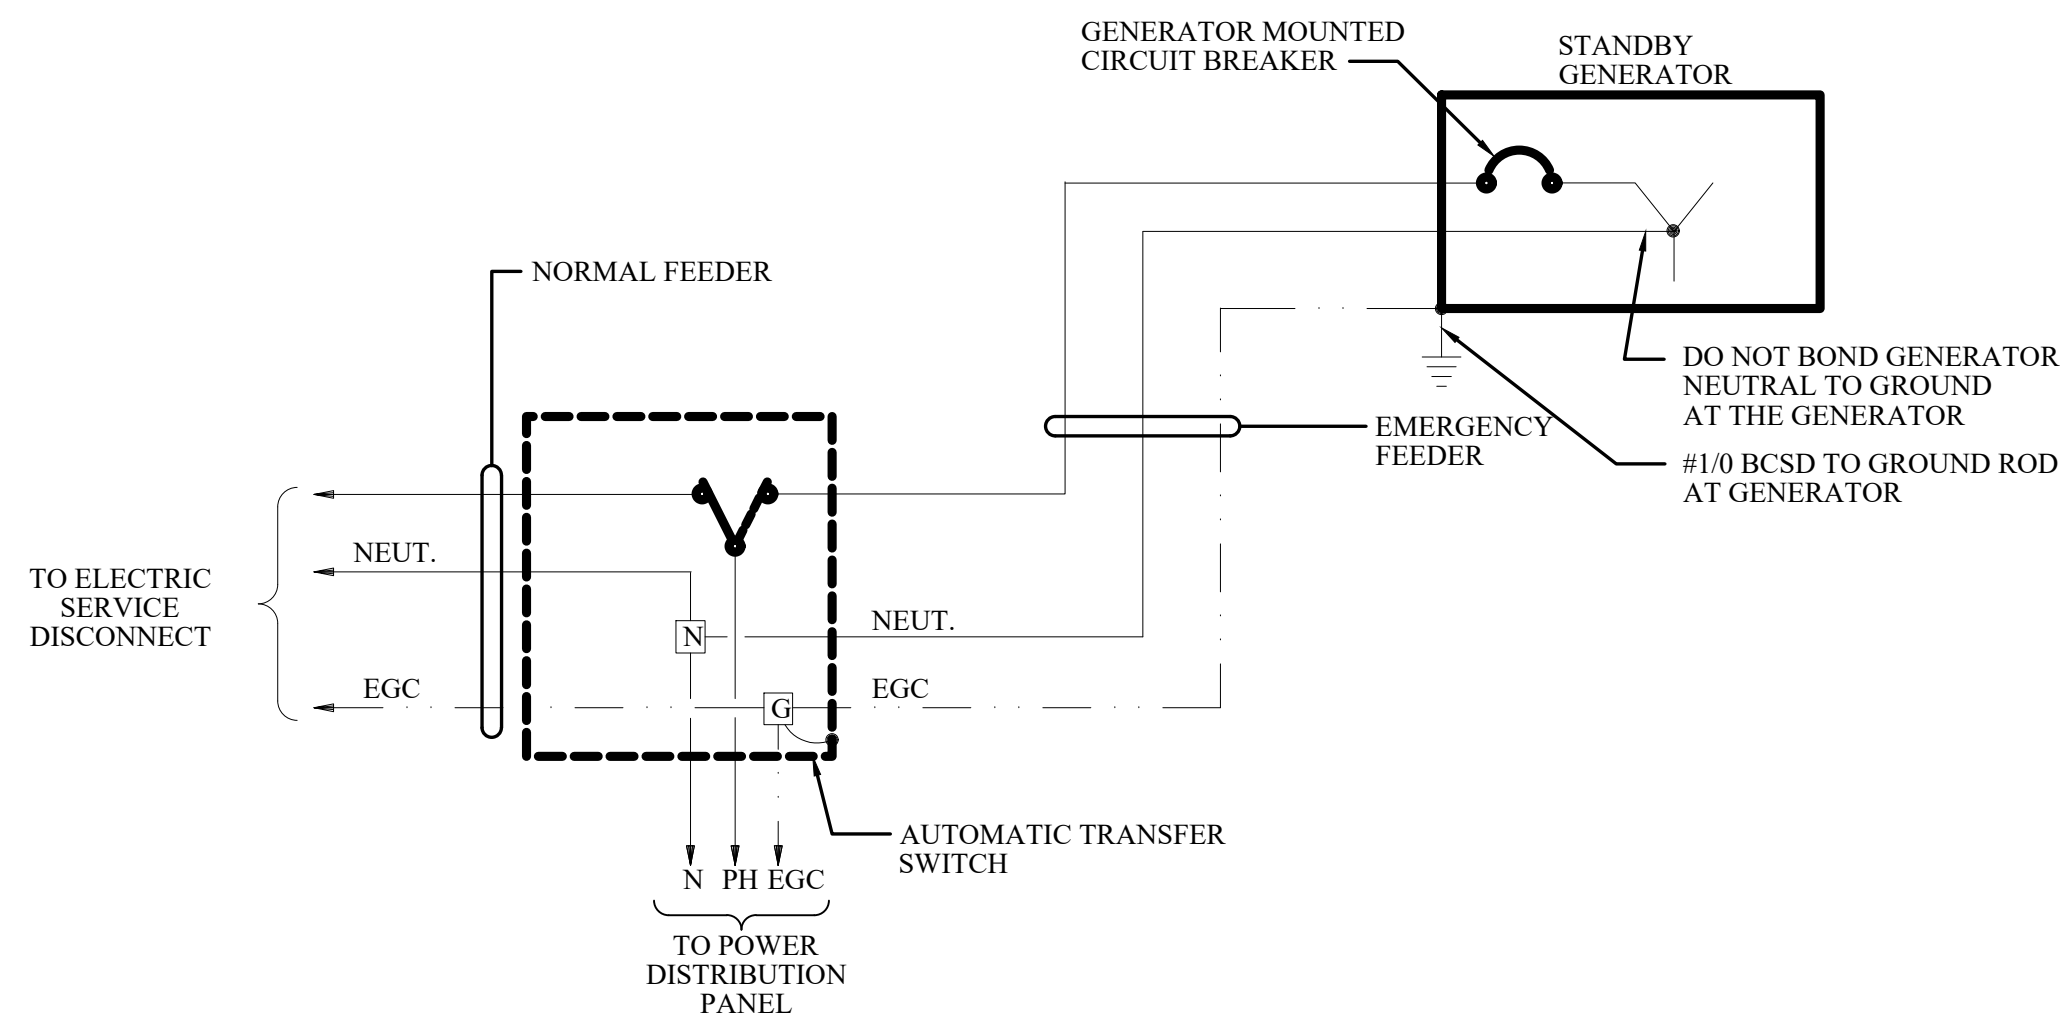 GENERATOR MOUNTED
CIRCUIT BREAKER
STANDBY
GENERATOR
NORMAL FEEDER
DO NOT BOND GENERATOR
NEUTRAL TO GROUND
AT THE GENERATOR
EMERGENCY
FEEDER
#1/0 BCSD TO GROUND ROD
AT GENERATOR
NEUT.
TO ELECTRIC
SERVICE
DISCONNECT
N
NEUT.
EGC
G
EGC
AUTOMATIC TRANSFER
SWITCH
N PH EGC
TO POWER
DISTRIBUTION
PANEL